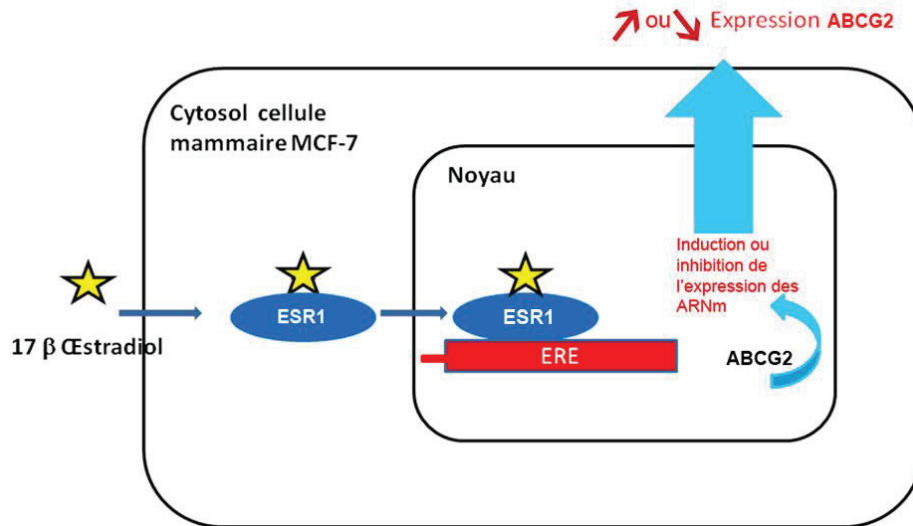 ou Expression ABCG2
Cytosol cellule
mammaire MCF-7
Noyau
Induction ou
inhibition de
l'expression des
ARNm
ESR1
ESR1
17 β Œstradiol
ERE
ABCG2